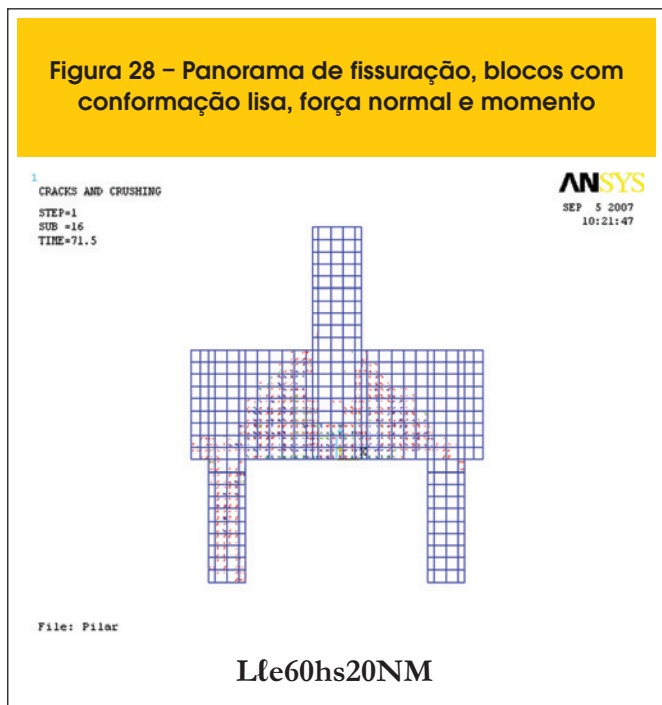 Figura 28 – Panorama de fissuração, blocos com
conformação lisa, força normal e momento
1
CRACKS AND CRUSHING
STEP=1
SUB =16
TIME=71.5
ANSYS
SEP 5 2007
10:21:47
File: Pilar
Lℓe60hs20NM